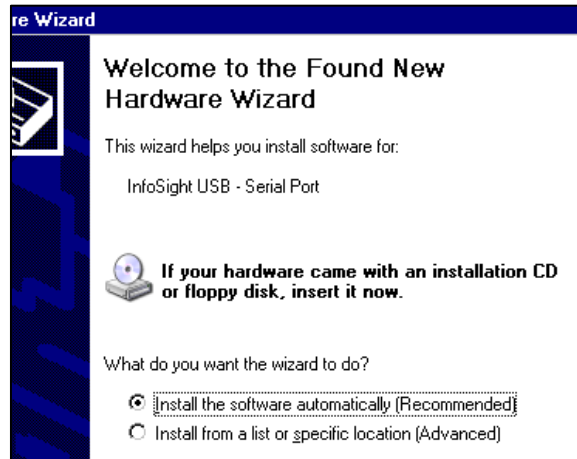 re Wizard
Welcome to the Found New
Hardware Wizard
This wizard helps you install software for:
InfoSight USB - Serial Port
If your hardware came with an installation CD
or floppy disk, insert it now.
What do you want the wizard to do?
Install the software automatically (Recommended)
Install from a list or specific location (Advanced)